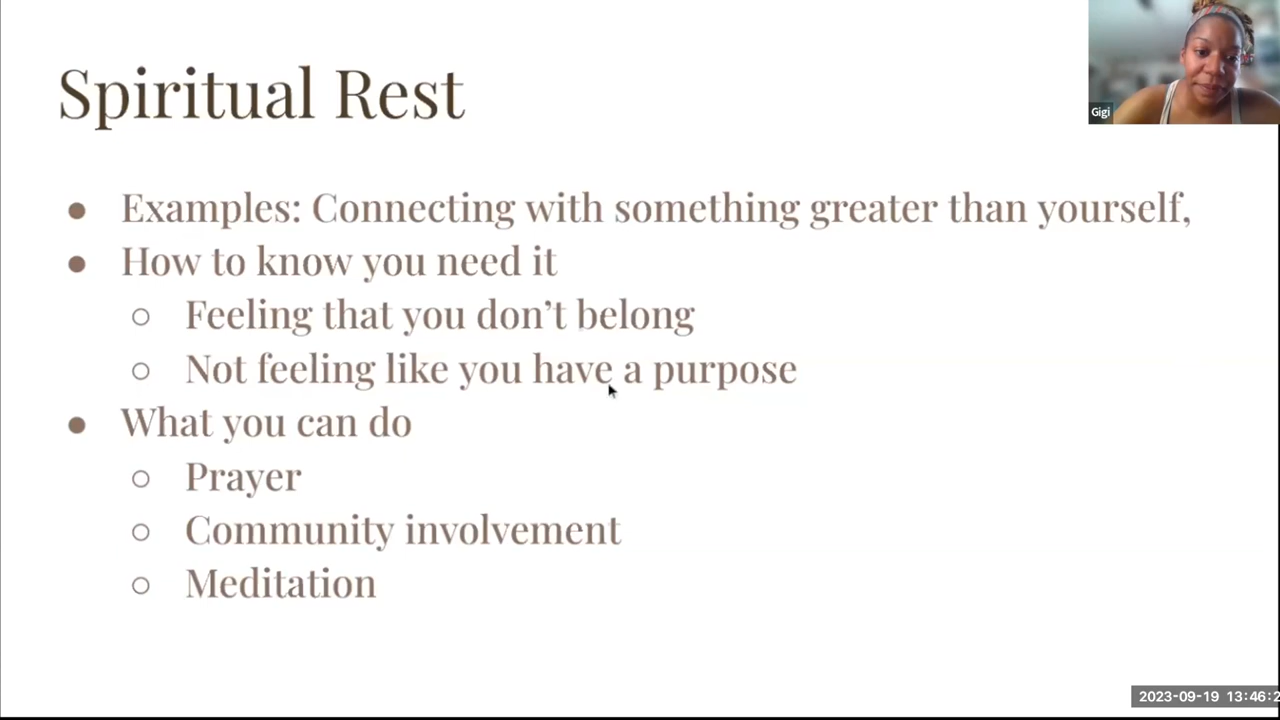 Spiritual Rest
Gigi
● Examples: Connecting with something greater than yourself,
● How to know you need it
○ Feeling that you don’t belong
○ Not feeling like you have a purpose
● What you can do
○ Prayer
○ Community involvement
○ Meditation
2023-09-19 13:46:2